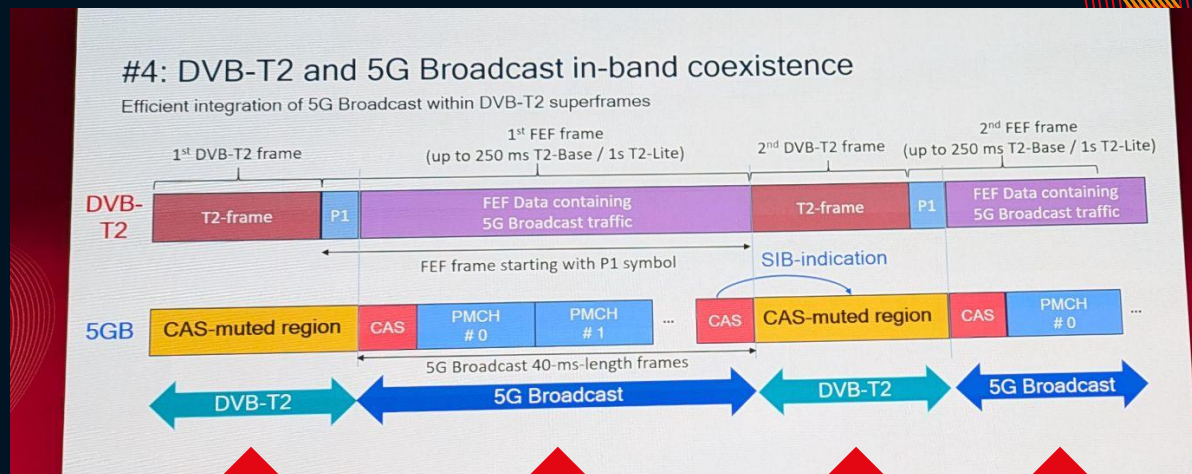 #4: DVB-T2 and 5G Broadcast in-band coexistence
Efficient integration of 5G Broadcast within DVB-T2 superframes
1st DVB-T2 frame
1st FEF frame
(up to 250 ms T2-Base / 1s T2-Lite)
2nd DVB-T2 frame
2nd FEF frame
(up to 250 ms T2-Base / 1s T2-Lite)
DVB-
T2
T2-frame
P1
FEF Data containing
5G Broadcast traffic
T2-frame
P1
FEF Data containing
5G Broadcast traffic
FEF frame starting with P1 symbol
SIB-indication
5GB
CAS-muted region
CAS
PMCH
# 0
PMCH
# 1
...
CAS
CAS-muted region
CAS
PMCH
# 0
...
5G Broadcast 40-ms-length frames
DVB-T2
5G Broadcast
DVB-T2
5G Broadcast